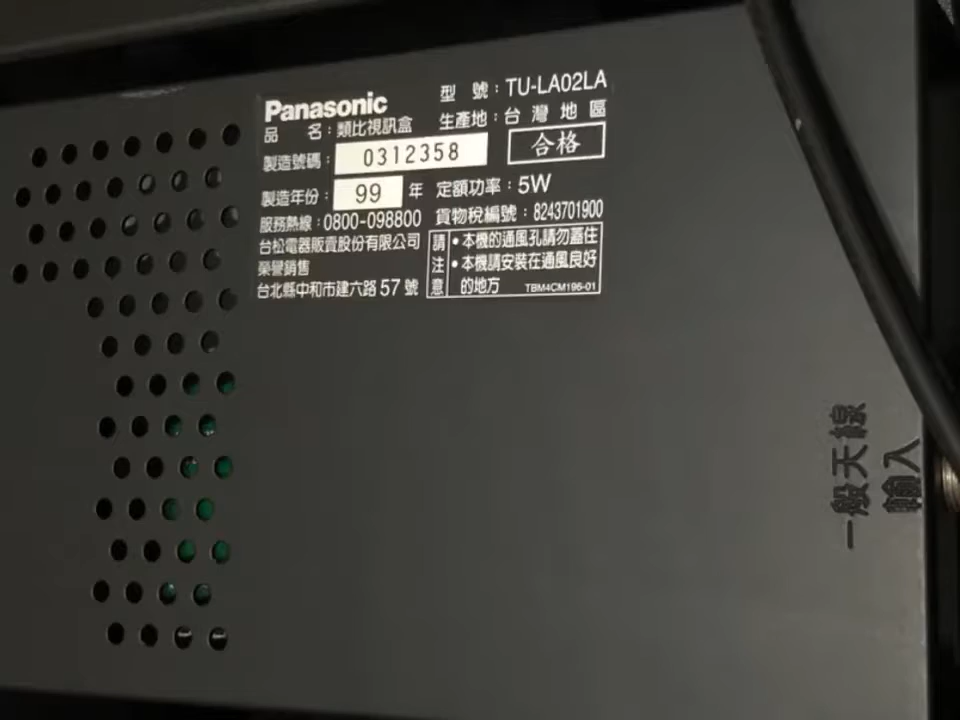 Panasonic
型 號：TU-LA02LA
品 名：類比視訊盒
生產地：台灣地區
製造號碼：0312358
合格
製造年份：99年 定額功率：5W
服務熱線：0800-098800 貨物稅編號：8243701900
台松電器販賣股份有限公司
榮譽銷售
台北縣中和市建六路57號
請注意
•本機的通風孔請勿蓋住
•本機請安裝在通風良好
的地方 TBM4CM196-01
一般天線
輸入